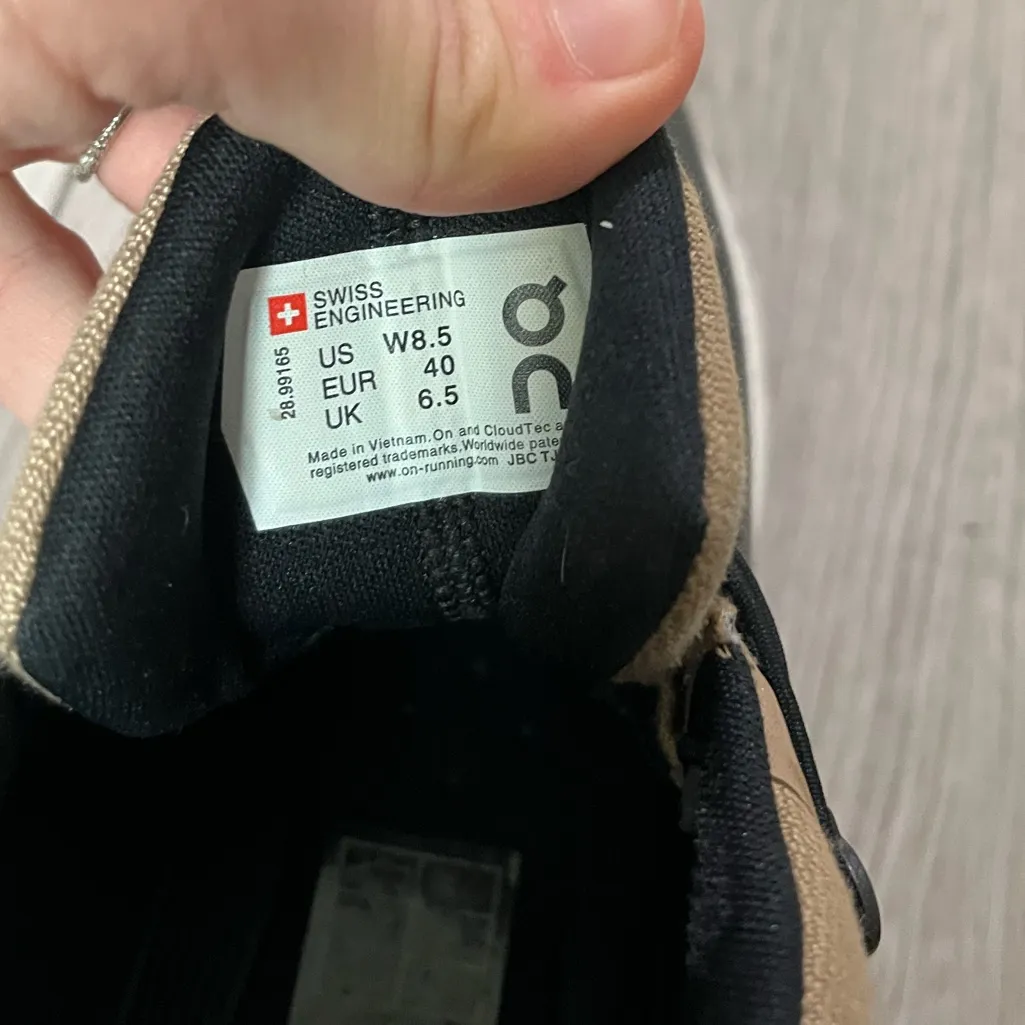 SWISS
ENGINEERING
28.99165
US W8.5
EUR 40
UK 6.5
Made in Vietnam.On and CloudTec a
registered trademarks.Worldwide pate
www.on-running.com JBC TJ
On